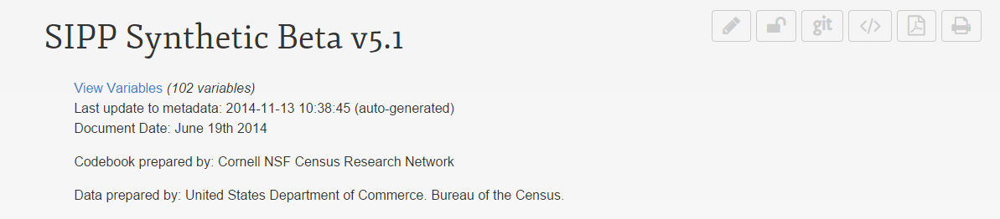 SIPP Synthetic Beta v5.1
git
</>
View Variables (102 variables)
Last update to metadata: 2014-11-13 10:38:45 (auto-generated)
Document Date: June 19th 2014
Codebook prepared by: Cornell NSF Census Research Network
Data prepared by: United States Department of Commerce. Bureau of the Census.